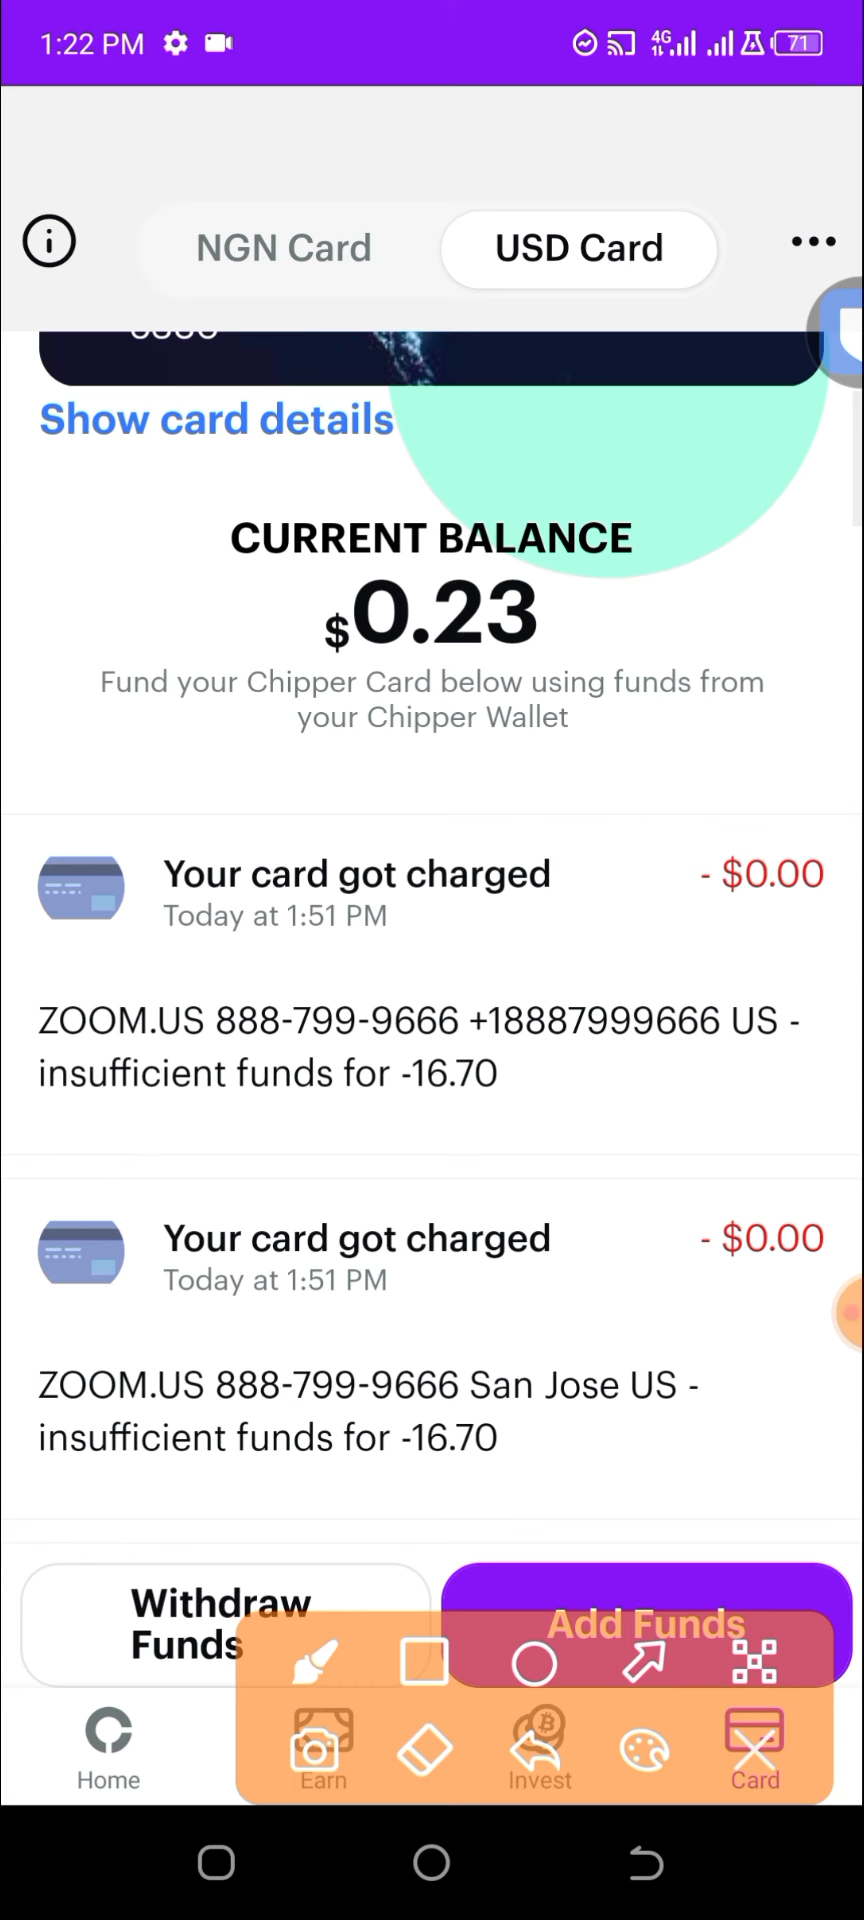 1:22 PM
4G
71
NGN Card
USD Card
Show card details
CURRENT BALANCE
$0.23
Fund your Chipper Card below using funds from
your Chipper Wallet
Your card got charged
- $0.00
Today at 1:51 PM
ZOOM.US 888-799-9666 +18887999666 US -
insufficient funds for -16.70
Your card got charged
- $0.00
Today at 1:51 PM
ZOOM.US 888-799-9666 San Jose US -
insufficient funds for -16.70
Withdraw
Funds
Add Funds
Home
Earn
Invest
Card